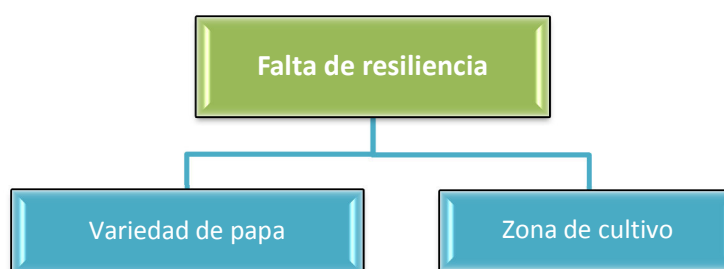 Falta de resiliencia
Variedad de papa
Zona de cultivo